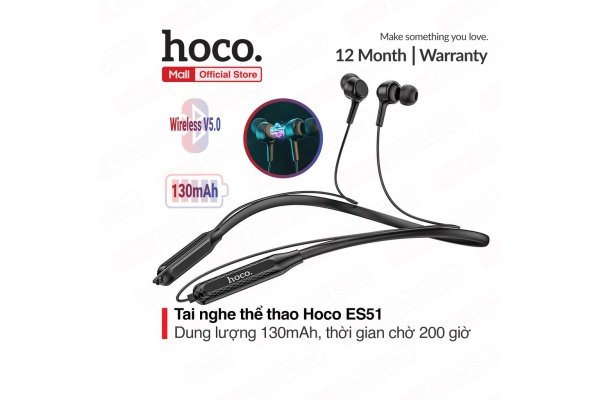 Make something you love.
hoco.
12 Month | Warranty
Mall Official Store
Wireless V5.0
130mAh
hoco.
Tai nghe thể thao Hoco ES51
Dung lượng 130mAh, thời gian chờ 200 giờ